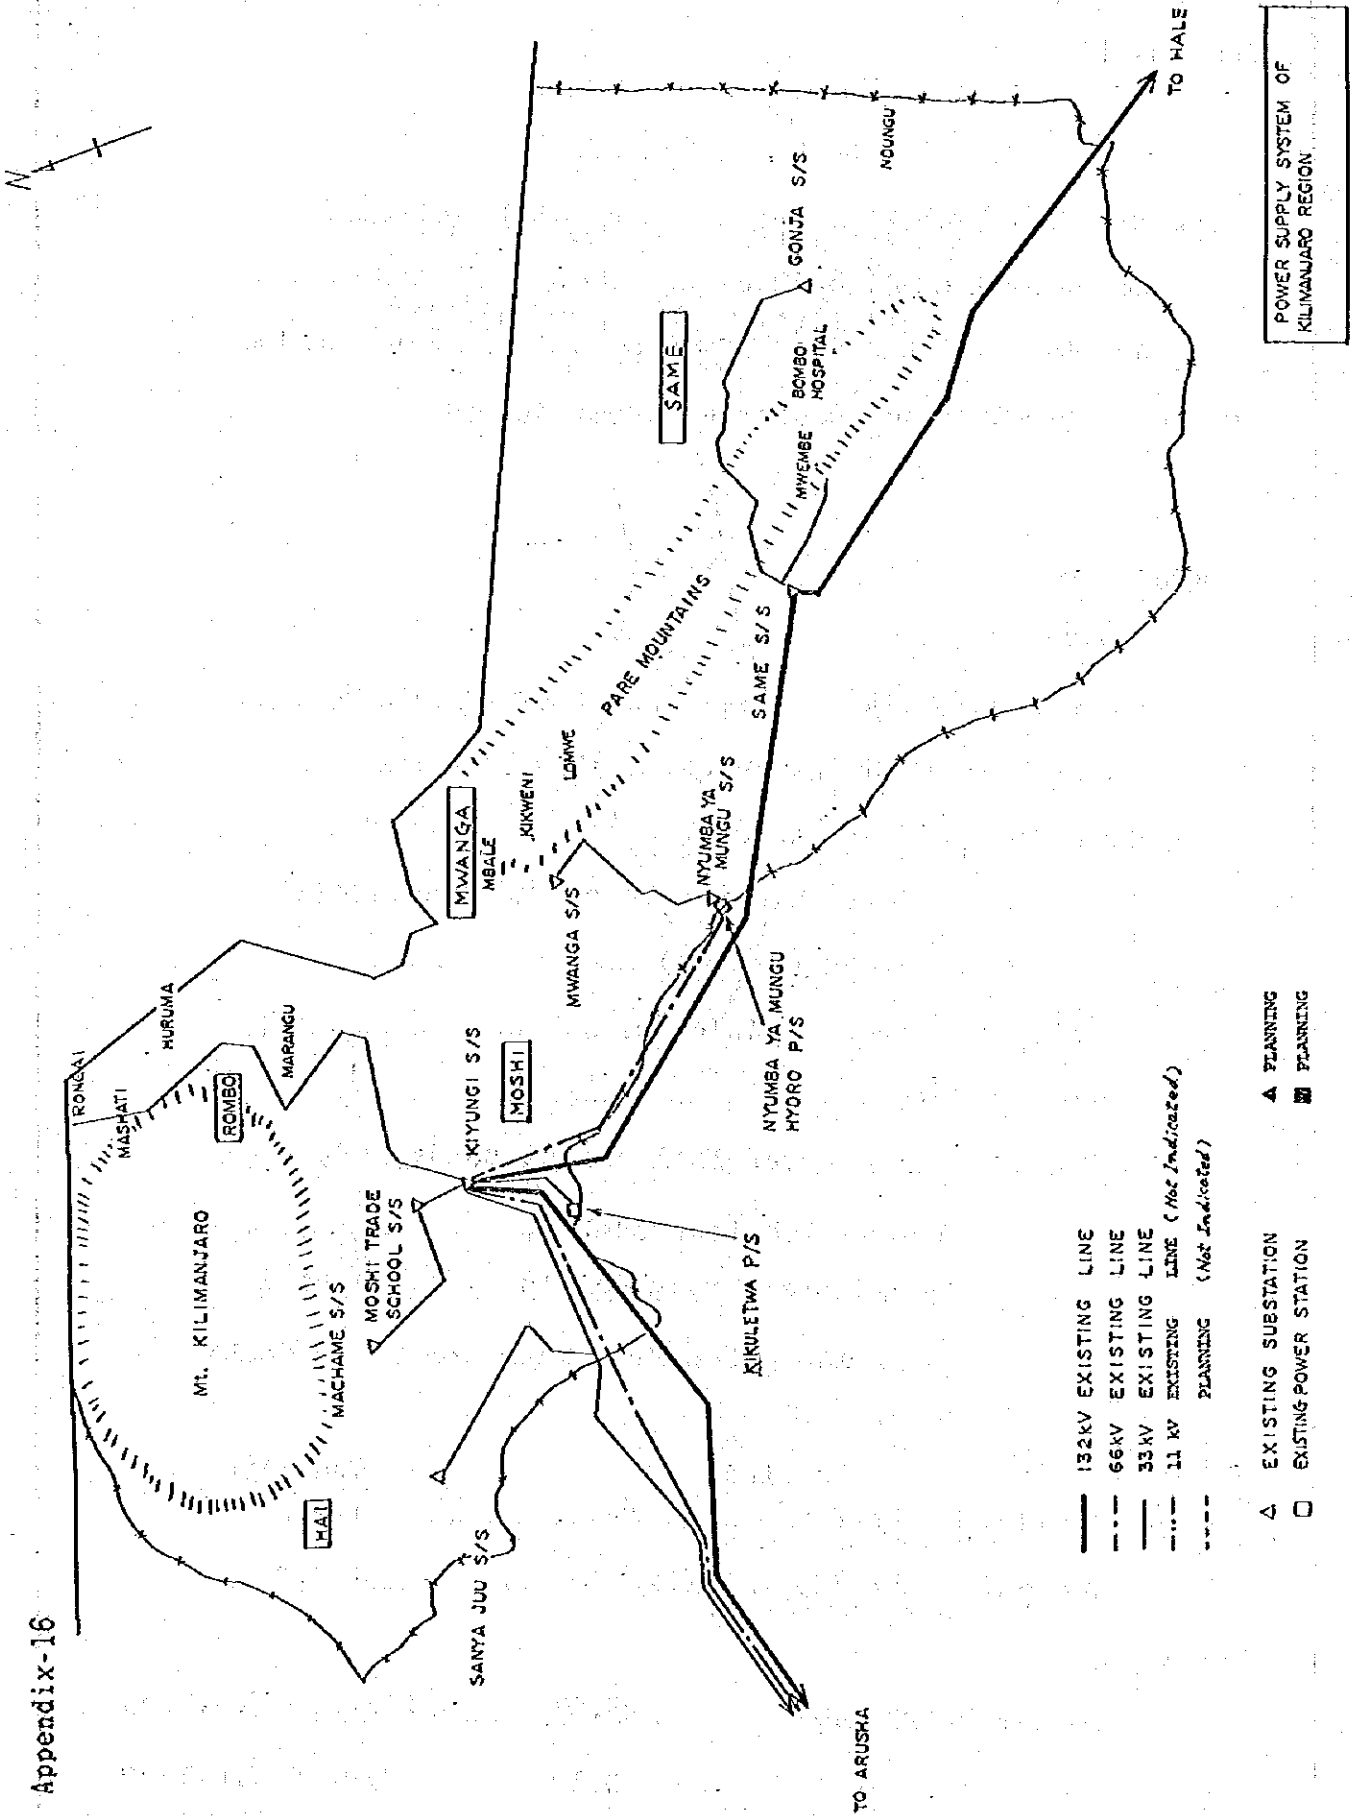 Appendix-16
N
RONGAI
MASHATI
HURUMA
ROMBO
MARANGU
Mt. KILIMANJARO
MACHAME S/S
HAI
MOSHI TRADE
SCHOOL S/S
KIYUNGI S/S
MOSHI
SANYA JUU S/S
TO ARUSHA
KIKULETWA P/S
NYUMBA YA MUNGU
HYDRO P/S
NYUMBA YA
MUNGU S/S
MWANGA S/S
MWANGA
MBALE
KIKWENI
LOMWE
PARE MOUNTAINS
SAME S/S
SAME
MWEMBE
BOMBO
HOSPITAL
GONJA S/S
NDUNGU
TO HALE
132KV EXISTING LINE
66KV EXISTING LINE
33KV EXISTING LINE
11 KV EXISTING LINE (Not Indicated)
PLANNING (Not Indicated)
EXISTING SUBSTATION
PLANNING
EXISTING POWER STATION
PLANNING
POWER SUPPLY SYSTEM OF
KILIMANJARO REGION